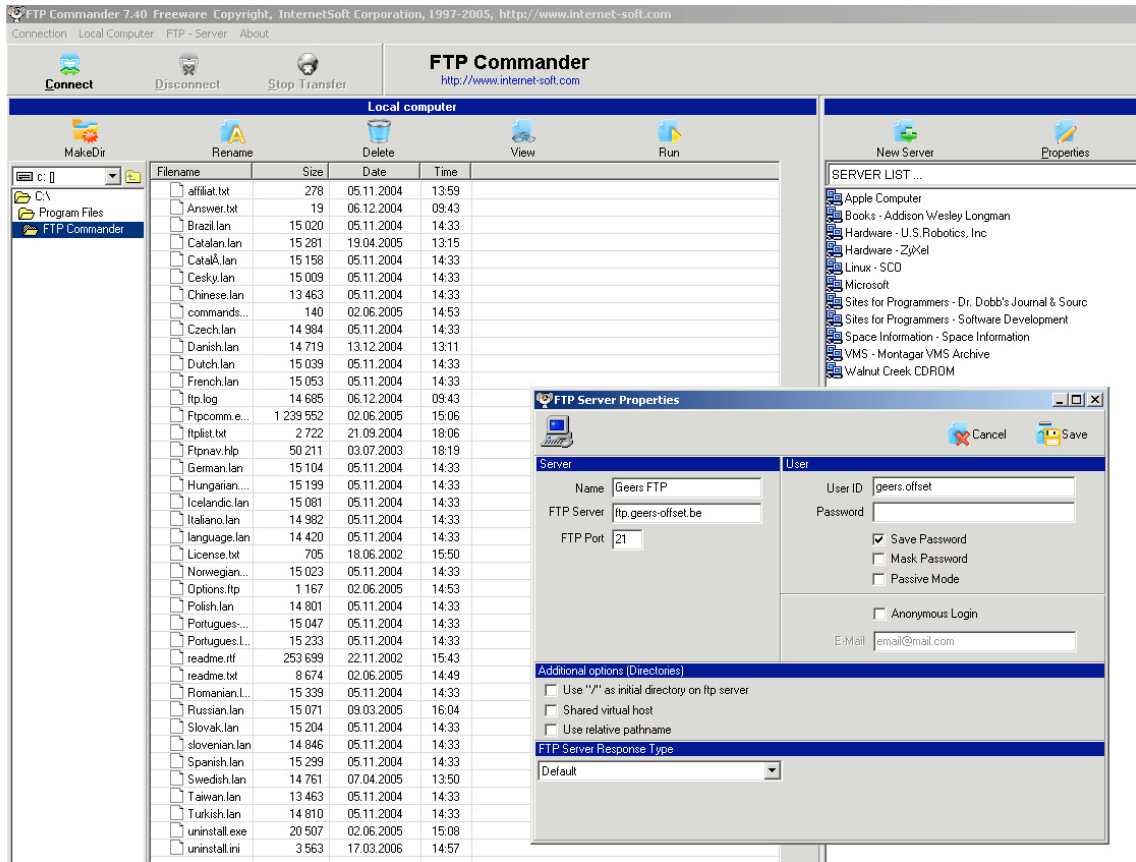 FTP Commander 7.40 Freeware Copyright, InternetSoft Corporation, 1997-2005, http://www.internet-soft.com
Connection Local Computer FTP - Server About
Connect Disconnect Stop Transfer
FTP Commander
http://www.internet-soft.com
Local computer
MakeDir Rename Delete View Run
New Server Properties
c: []
C:\
Program Files
FTP Commander
Filename Size Date Time
affiliat.txt 278 05.11.2004 13:59
Answer.txt 19 06.12.2004 09:43
Brazil.lan 15 020 05.11.2004 14:33
Catalan.lan 15 281 19.04.2005 13:15
CatalÅ.lan 15 158 05.11.2004 14:33
Cesky.lan 15 009 05.11.2004 14:33
Chinese.lan 13 463 05.11.2004 14:33
commands... 140 02.06.2005 14:53
Czech.lan 14 984 05.11.2004 14:33
Danish.lan 14 719 13.12.2004 13:11
Dutch.lan 15 039 05.11.2004 14:33
French.lan 15 053 05.11.2004 14:33
ftp.log 14 685 06.12.2004 09:43
Ftpcomm.e... 1 239 552 02.06.2005 15:06
ftplist.txt 2 722 21.09.2004 18:06
Ftpnav.hlp 50 211 03.07.2003 18:19
German.lan 15 104 05.11.2004 14:33
Hungarian.... 15 199 05.11.2004 14:33
Icelandic.lan 15 081 05.11.2004 14:33
Italiano.lan 14 982 05.11.2004 14:33
language.lan 14 420 05.11.2004 14:33
License.txt 705 18.06.2002 15:50
Norwegian... 15 023 05.11.2004 14:33
Options.ftp 1 167 02.06.2005 14:53
Polish.lan 14 801 05.11.2004 14:33
Portugues-... 15 047 05.11.2004 14:33
Portugues.l... 15 233 05.11.2004 14:33
readme.rtf 253 699 22.11.2002 15:43
readme.txt 8 674 02.06.2005 14:49
Romanian.l... 15 339 05.11.2004 14:33
Russian.lan 15 071 09.03.2005 16:04
Slovak.lan 15 204 05.11.2004 14:33
slovenian.lan 14 846 05.11.2004 14:33
Spanish.lan 15 299 05.11.2004 14:33
Swedish.lan 14 761 07.04.2005 13:50
Taiwan.lan 13 463 05.11.2004 14:33
Turkish.lan 14 810 05.11.2004 14:33
uninstall.exe 20 507 02.06.2005 15:08
uninstall.ini 3 563 17.03.2006 14:57
SERVER LIST ...
Apple Computer
Books - Addison Wesley Longman
Hardware - U.S.Robotics, Inc
Hardware - ZyXel
Linux - SCO
Microsoft
Sites for Programmers - Dr. Dobb's Journal & Sourc
Sites for Programmers - Software Development
Space Information - Space Information
VMS - Montagar VMS Archive
Walnut Creek CDROM
FTP Server Properties
Cancel Save
Server
Name Geers FTP
FTP Server ftp.geers-offset.be
FTP Port 21
User
User ID geers.offset
Password
Save Password
Mask Password
Passive Mode
Anonymous Login
E-Mail email@mail.com
Additional options (Directories)
Use "/" as initial directory on ftp server
Shared virtual host
Use relative pathname
FTP Server Response Type
Default